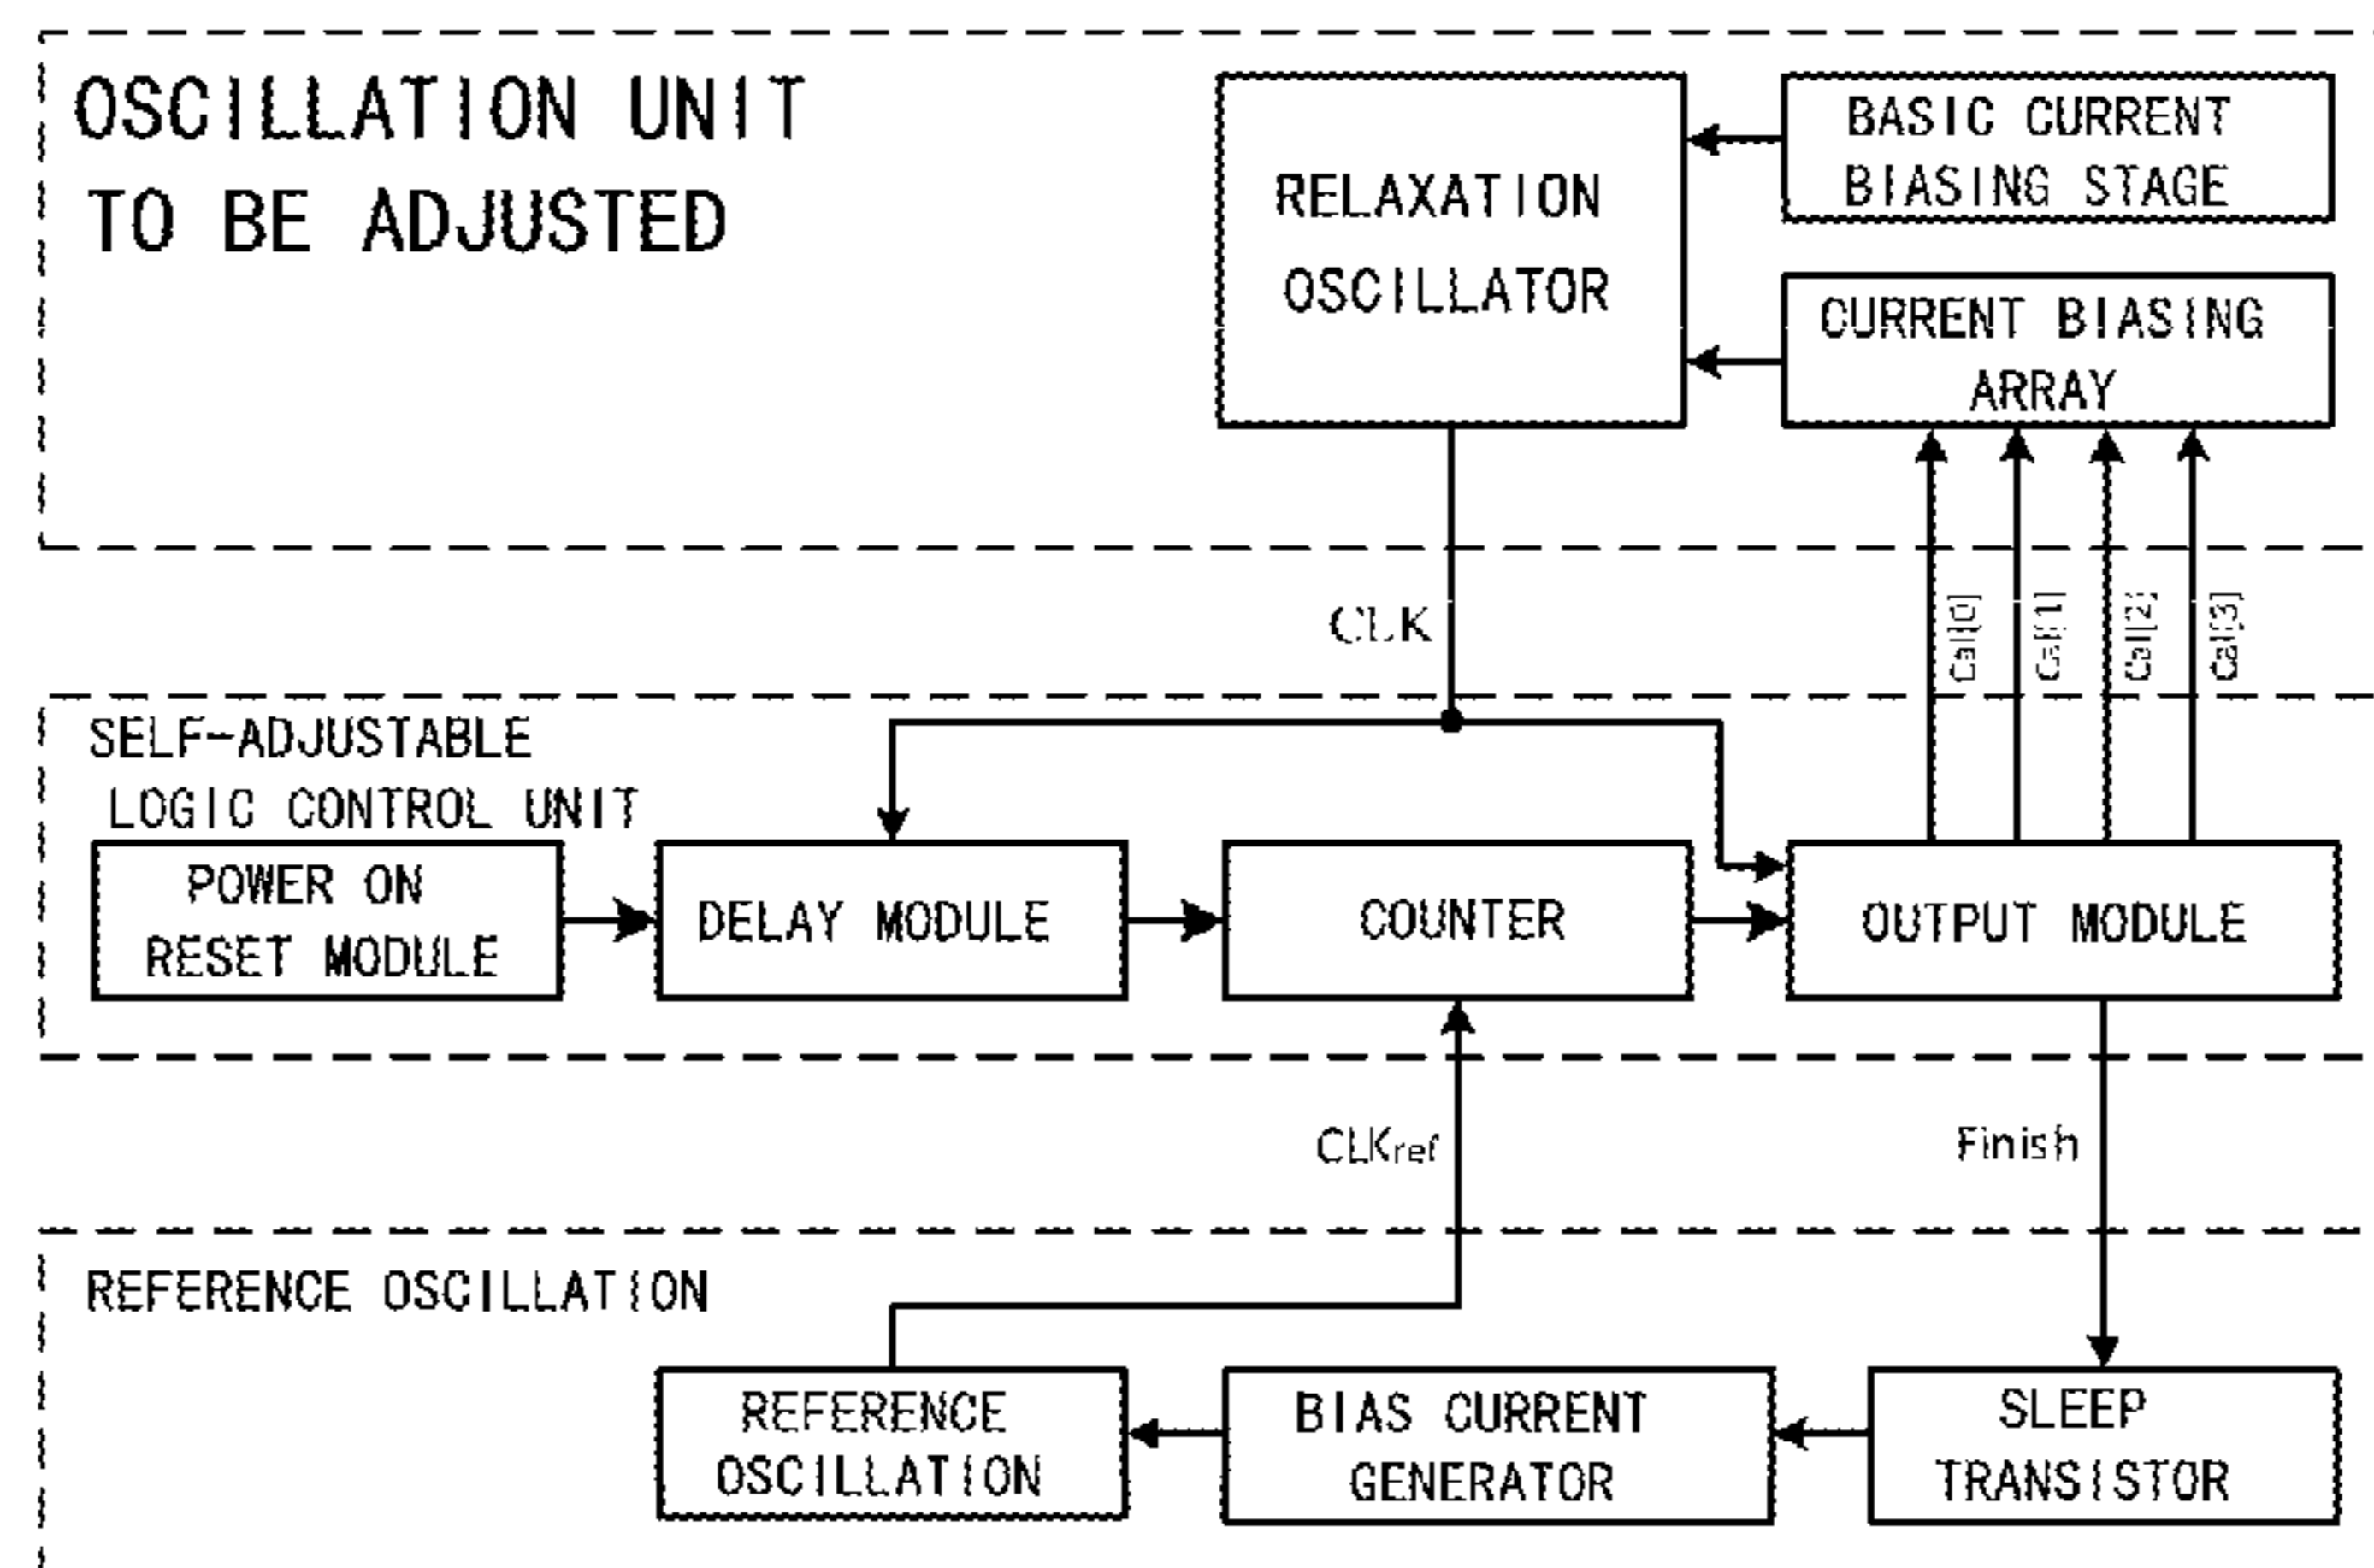 OSCILLATION UNIT
TO BE ADJUSTED
RELAXATION
OSCILLATOR
BASIC CURRENT
BIASING STAGE
CURRENT BIASING
ARRAY
CLK
Cal[0]
Cal[1]
Cal[2]
Cal[3]
SELF-ADJUSTABLE
LOGIC CONTROL UNIT
POWER ON
RESET MODULE
DELAY MODULE
COUNTER
OUTPUT MODULE
CLKref
Finish
REFERENCE OSCILLATION
REFERENCE
OSCILLATION
BIAS CURRENT
GENERATOR
SLEEP
TRANSISTOR